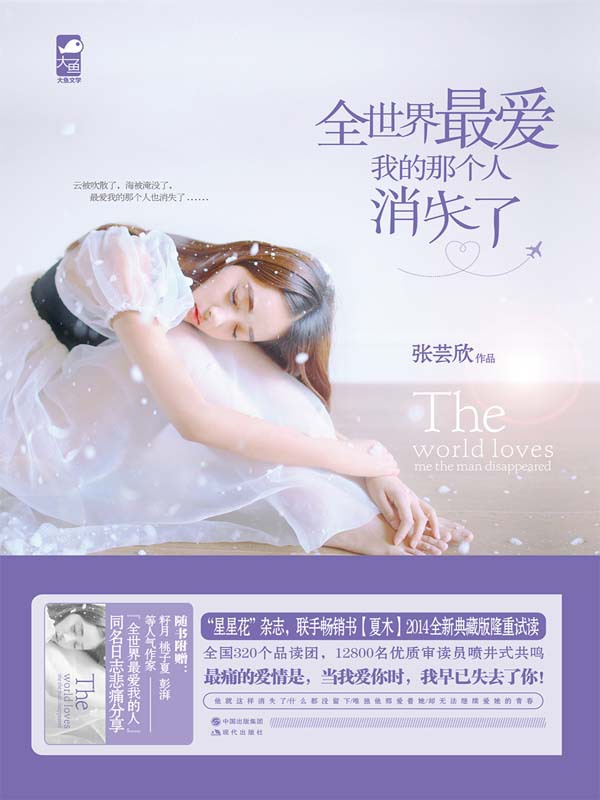 大鱼
大鱼文学
全世界最爱
我的那个人
消失了
云被吹散了，海被淹没了，
最爱我的那个人也消失了……
张芸欣 作品
The
world loves
me the man disappeared
随书附赠：
籽月 桃子夏 彭湃
等人气作家
「全世界最爱我的人」
同名日志悲痛分享
The
world loves
me the man disappeared
“星星花”杂志，联手畅销书【夏木】2014全新典藏版隆重试读
全国320个品读团，12800名优质审读员喷井式共鸣
最痛的爱情是，当我爱你时，我早已失去了你！
他就这样消失了/什么都没留下/唯独他那爱着她/却无法继续爱她的青春
中国出版集团
现代出版社